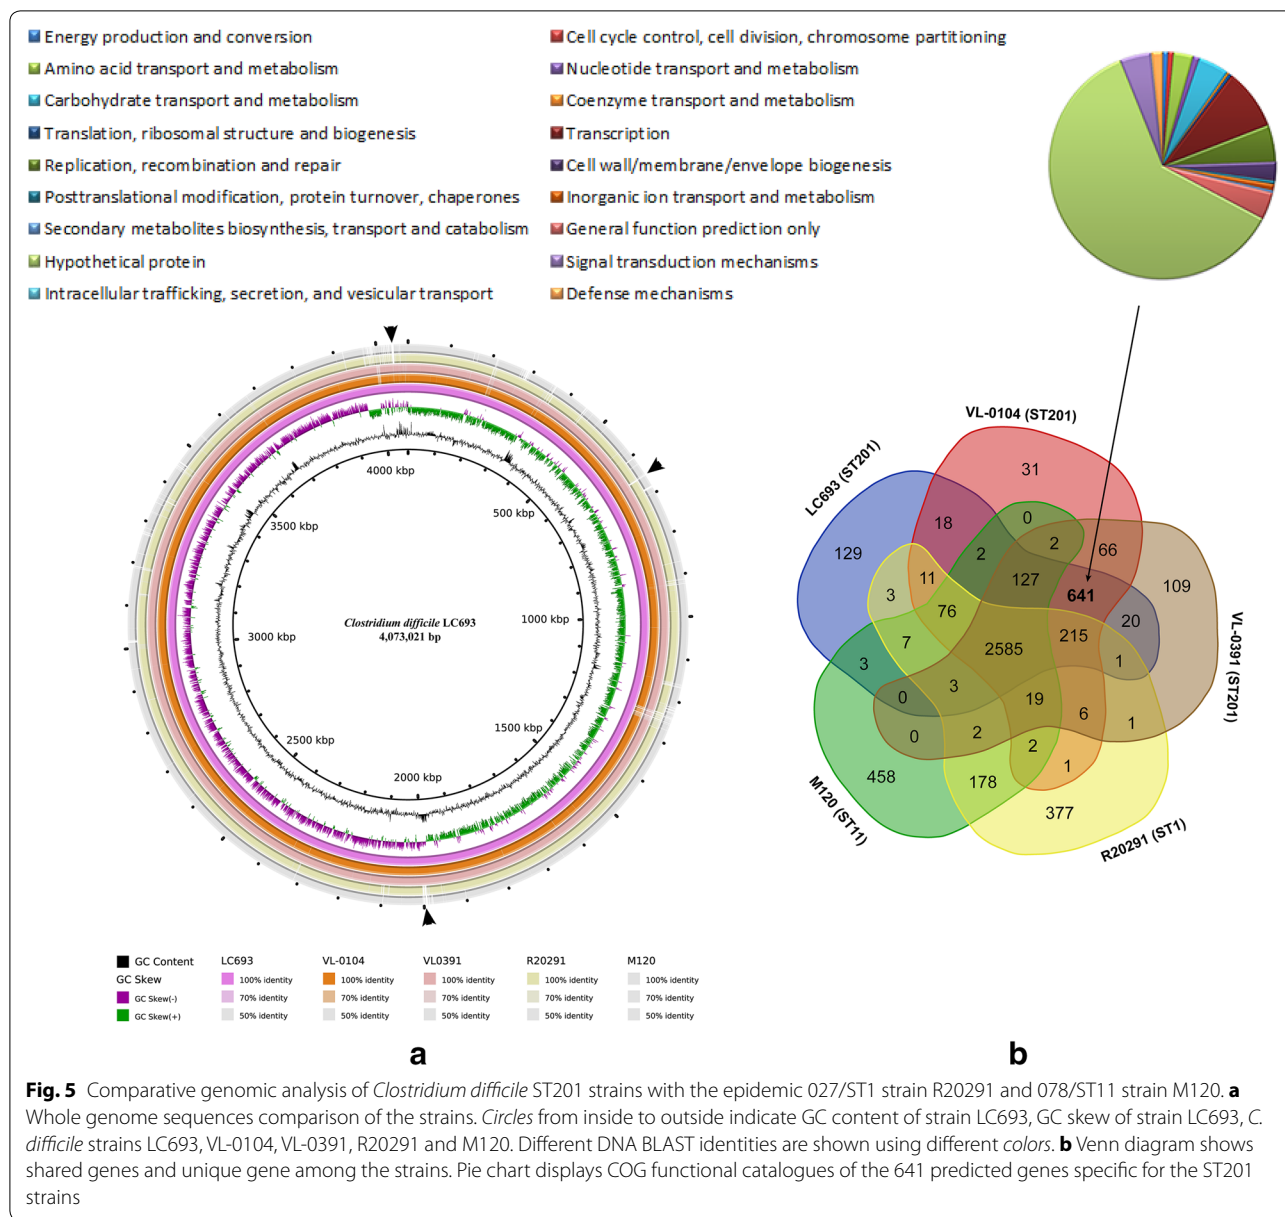 Energy production and conversion
Cell cycle control, cell division, chromosome partitioning
Amino acid transport and metabolism
Nucleotide transport and metabolism
Carbohydrate transport and metabolism
Coenzyme transport and metabolism
Translation, ribosomal structure and biogenesis
Transcription
Replication, recombination and repair
Cell wall/membrane/envelope biogenesis
Posttranslational modification, protein turnover, chaperones
Inorganic ion transport and metabolism
Secondary metabolites biosynthesis, transport and catabolism
General function prediction only
Hypothetical protein
Signal transduction mechanisms
Intracellular trafficking, secretion, and vesicular transport
Defense mechanisms
4000 kbp
500 kbp
1000 kbp
1500 kbp
2000 kbp
2500 kbp
3000 kbp
3500 kbp
Clostridium difficile LC693
4,073,021 bp
GC Content
GC Skew
GC Skew(-)
GC Skew(+)
LC693
100% identity
70% identity
50% identity
VL-0104
100% identity
70% identity
50% identity
VL0391
100% identity
70% identity
50% identity
R20291
100% identity
70% identity
50% identity
M120
100% identity
70% identity
50% identity
a
VL-0104 (ST201)
LC693 (ST201)
VL-0391 (ST201)
M120 (ST11)
R20291 (ST1)
31
18
0
2
2
66
129
109
3
11
127
641
76
20
7
2585
215
3
1
3
0
19
6
1
0
2
2
1
458
178
377
b
Fig. 5 Comparative genomic analysis of Clostridium difficile ST201 strains with the epidemic 027/ST1 strain R20291 and 078/ST11 strain M120. a
Whole genome sequences comparison of the strains. Circles from inside to outside indicate GC content of strain LC693, GC skew of strain LC693, C.
difficile strains LC693, VL-0104, VL-0391, R20291 and M120. Different DNA BLAST identities are shown using different colors. b Venn diagram shows
shared genes and unique gene among the strains. Pie chart displays COG functional catalogues of the 641 predicted genes specific for the ST201
strains